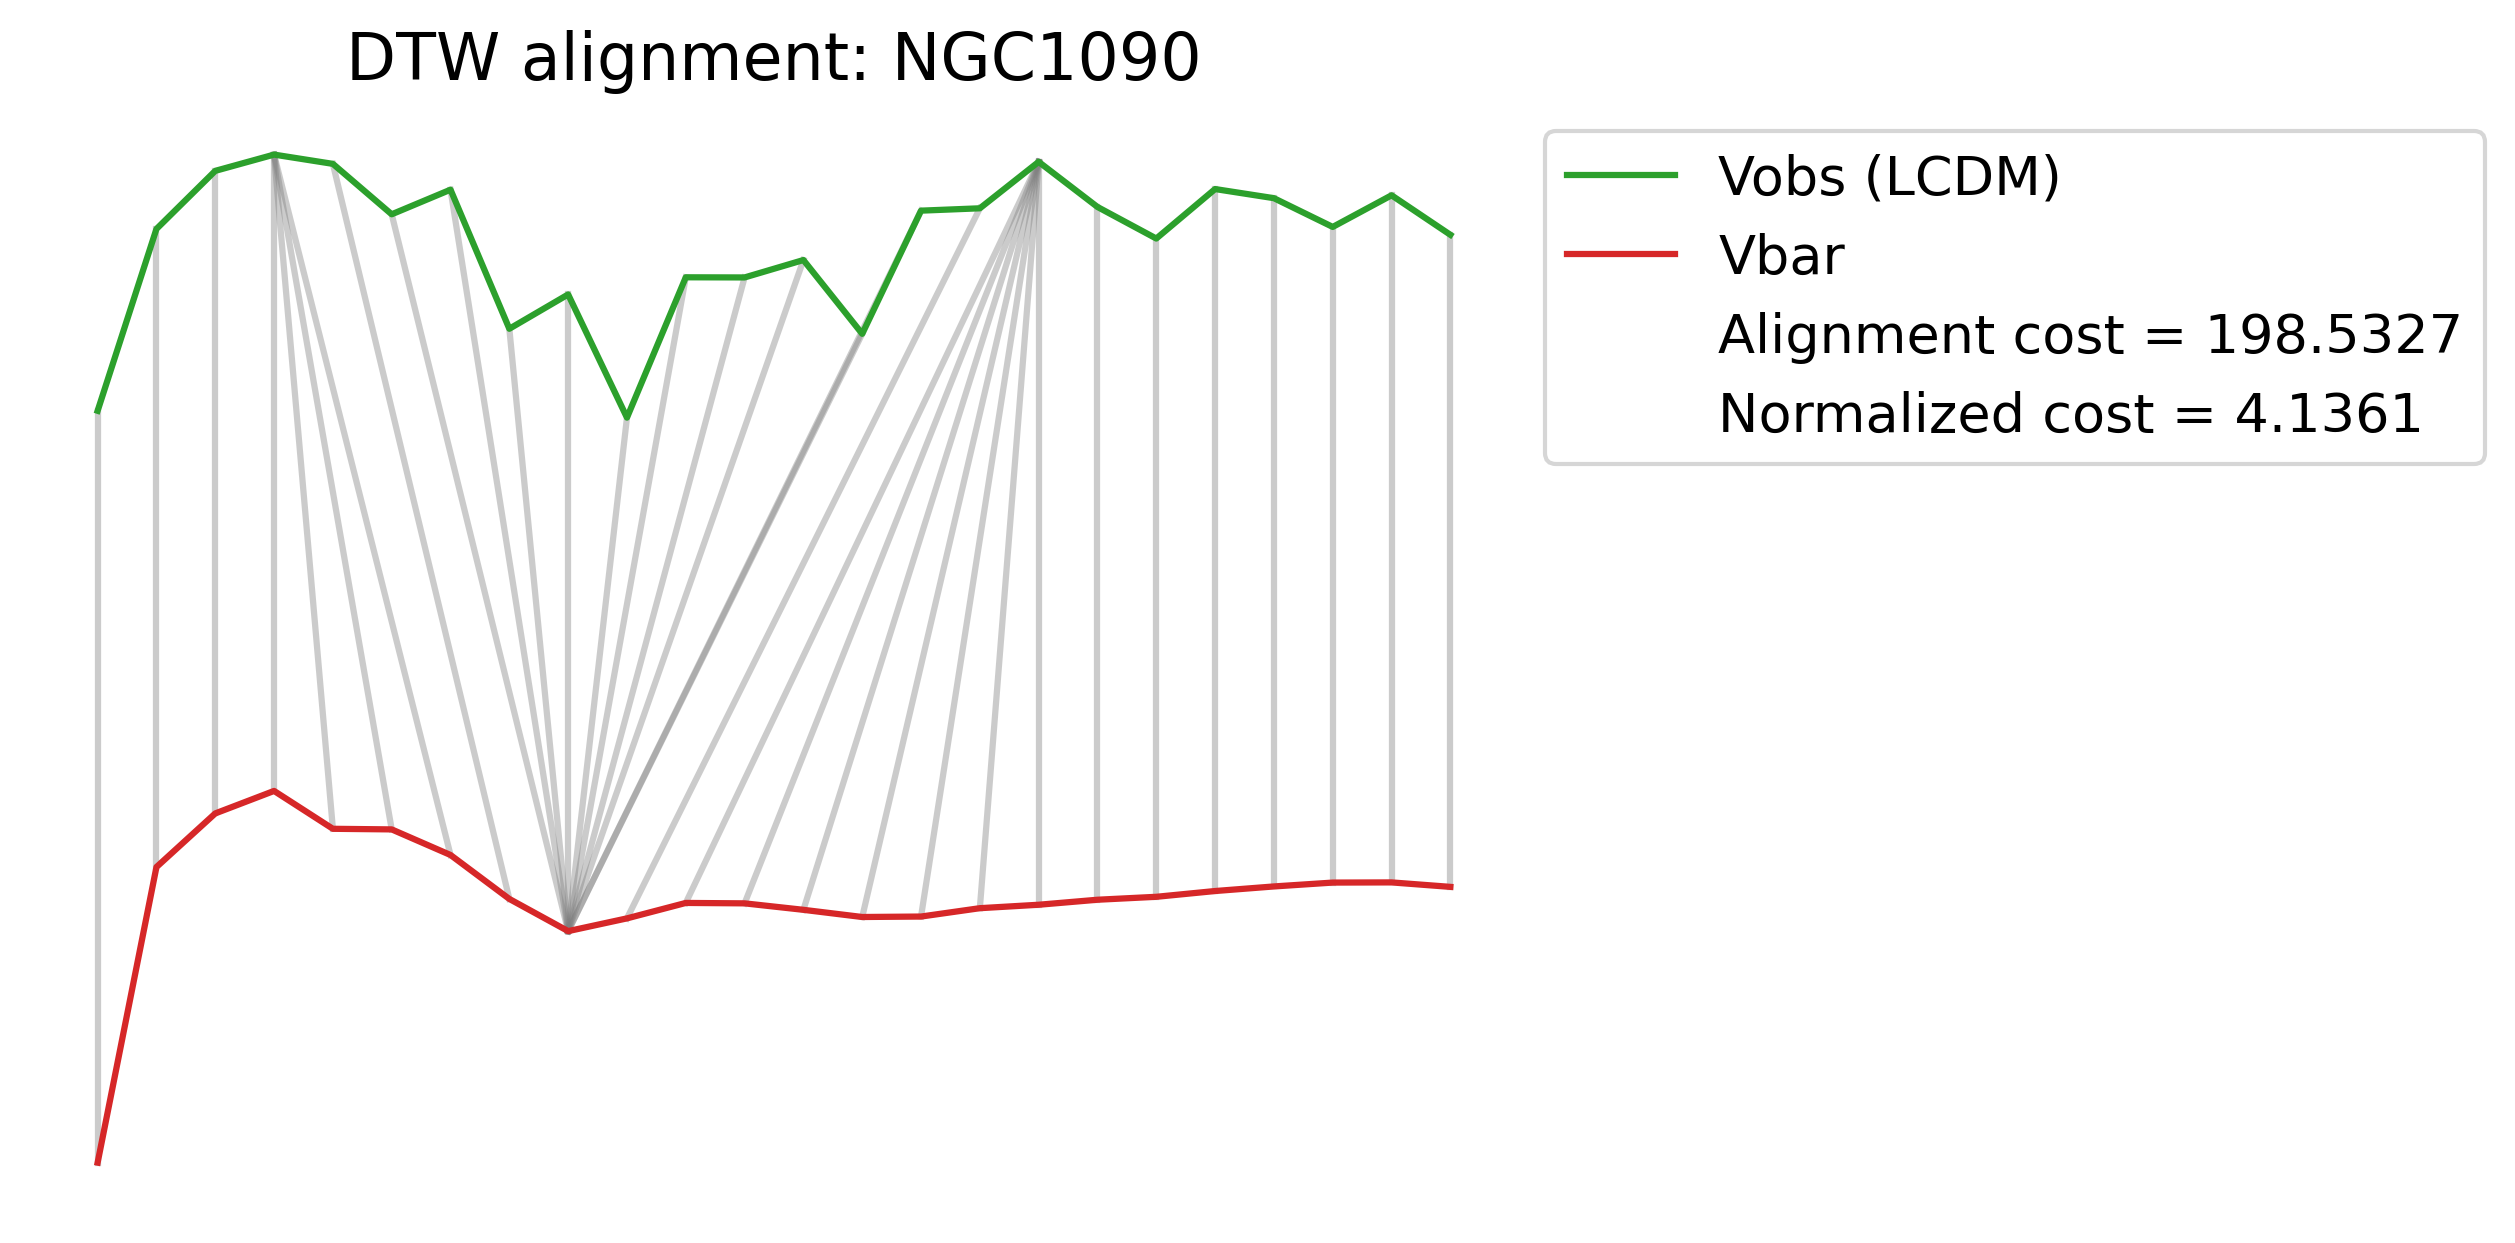 DTW alignment: NGC1090
Vobs (LCDM)
Vbar
Alignment cost = 198.5327
Normalized cost = 4.1361